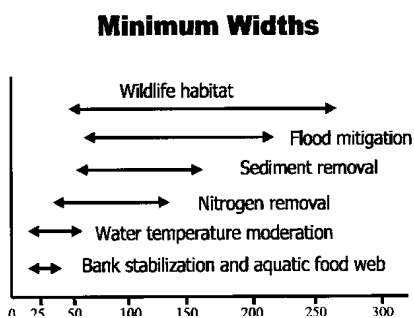 Minimum Widths
Wildlife habitat
Flood mitigation
Sediment removal
Nitrogen removal
Water temperature moderation
Bank stabilization and aquatic food web
0 25 50 100 150 200 250 300